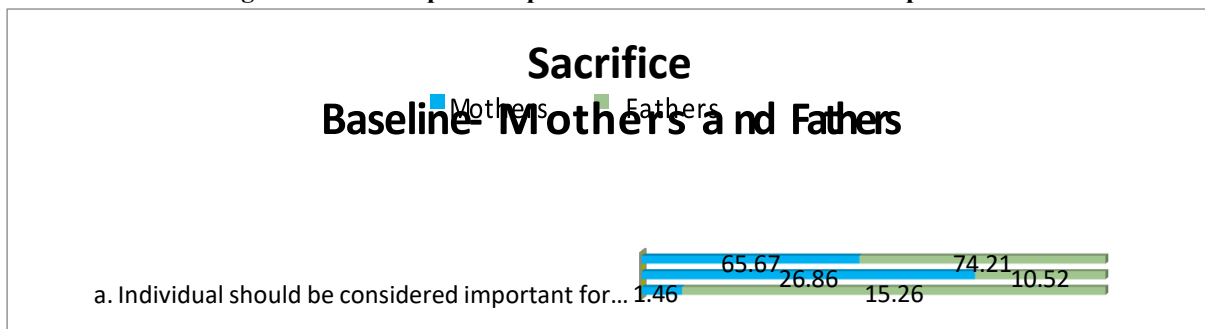 Sacrifice
Mothers Fathers
Baseline- Mothers and Fathers
65.67 74.21
26.86 10.52
a. Individual should be considered important for... 1.46 15.26